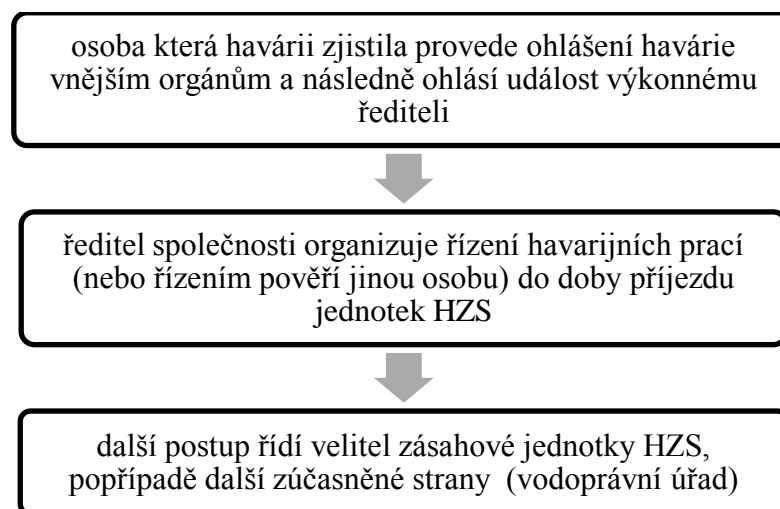 osoba která havárii zjistila provede ohlášení havárie
vnějším orgánům a následně ohlásí událost výkonnému
řediteli
ředitel společnosti organizuje řízení havarijních prací
(nebo řízením pověří jinou osobu) do doby příjezdu
jednotek HZS
další postup řídí velitel zásahové jednotky HZS,
popřípadě další zúčasněné strany (vodoprávní úřad)